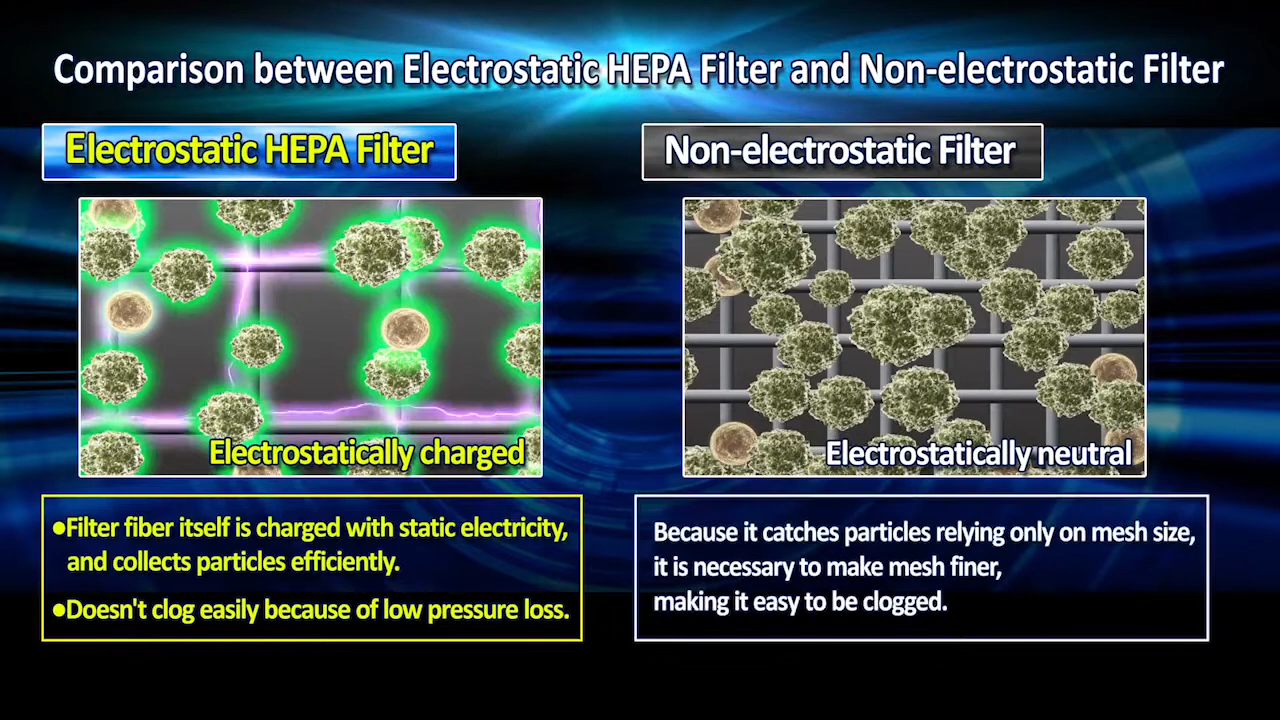 Comparison between Electrostatic HEPA Filter and Non-electrostatic Filter
Electrostatic HEPA Filter
Electrostatically charged
●Filter fiber itself is charged with static electricity,
and collects particles efficiently.
●Doesn't clog easily because of low pressure loss.
Non-electrostatic Filter
Electrostatically neutral
Because it catches particles relying only on mesh size,
it is necessary to make mesh finer,
making it easy to be clogged.